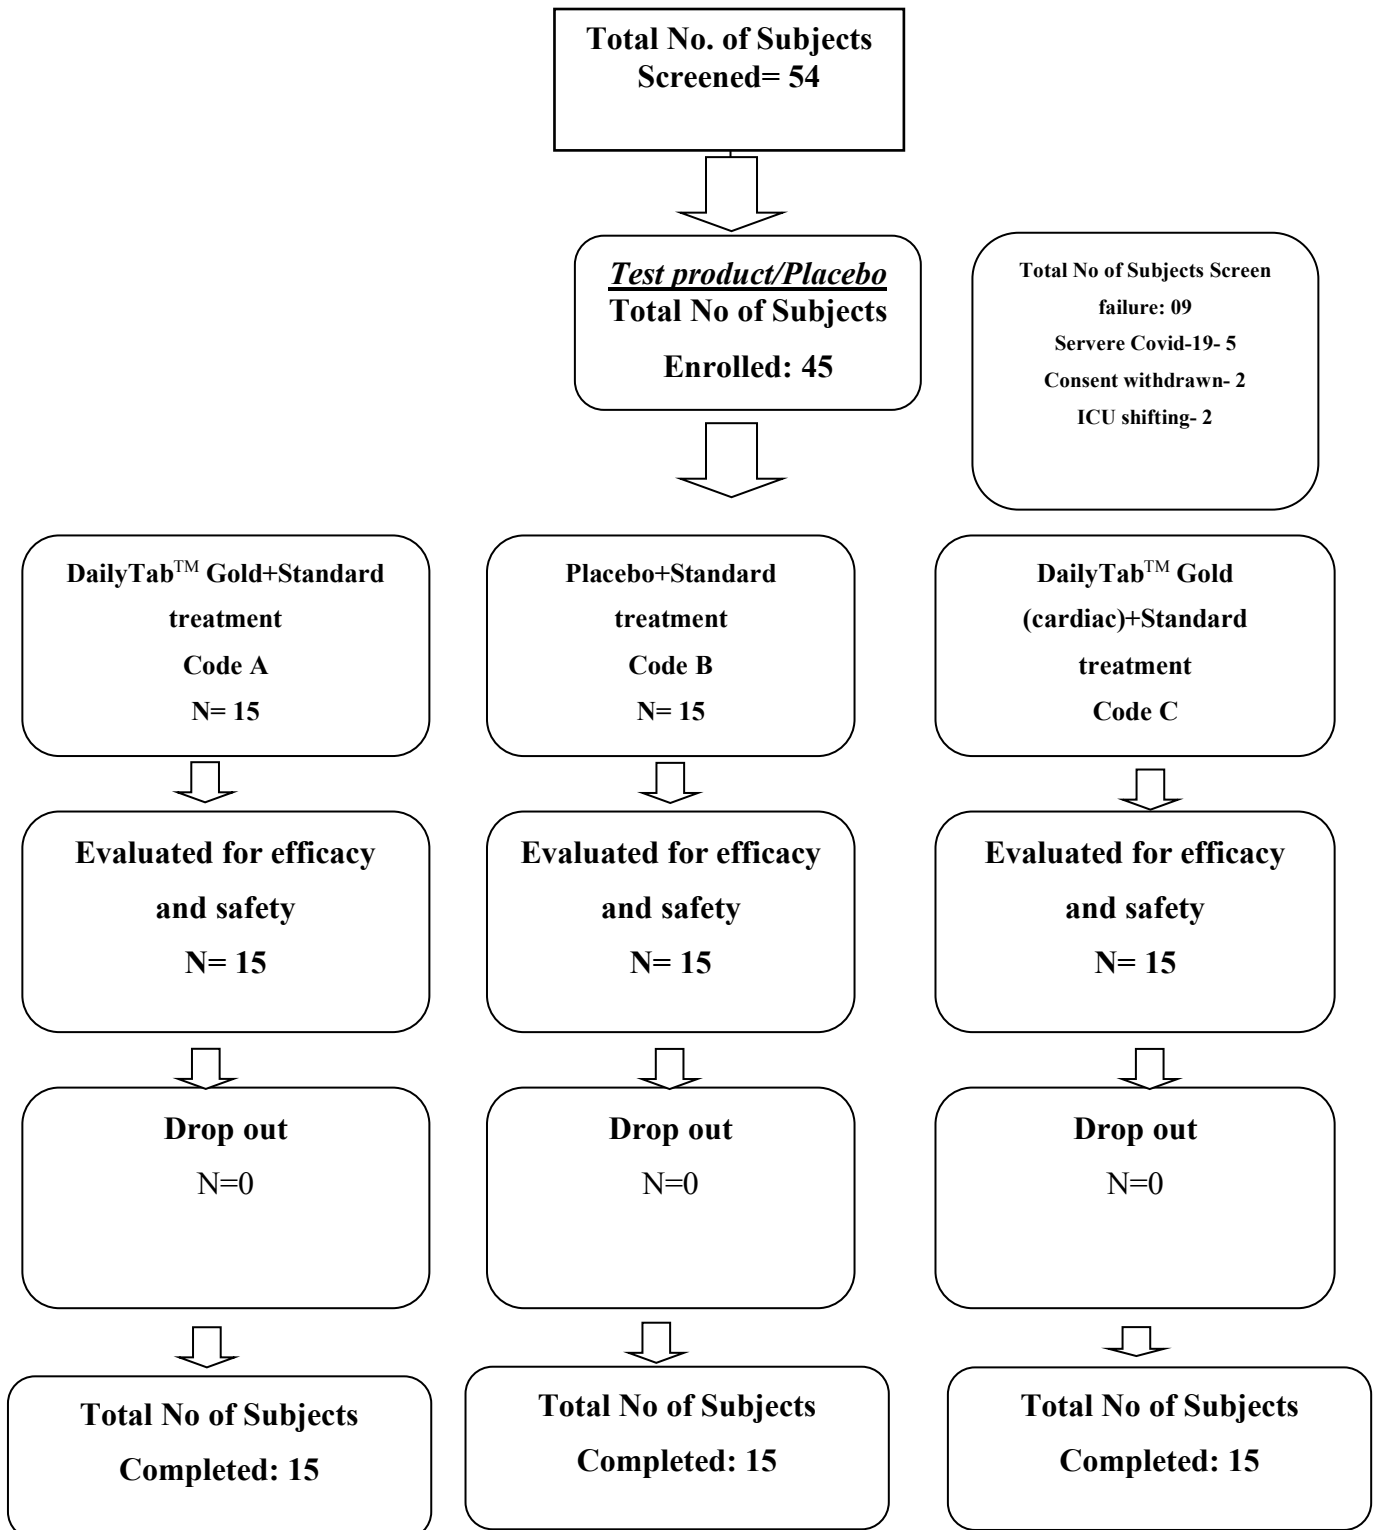 Total No. of Subjects
Screened= 54
Test product/Placebo
Total No of Subjects
Enrolled: 45
Total No of Subjects Screen
failure: 09
Servere Covid-19- 5
Consent withdrawn- 2
ICU shifting- 2
DailyTab™ Gold+Standard
treatment
Code A
N= 15
Placebo+Standard
treatment
Code B
N= 15
DailyTab™ Gold
(cardiac)+Standard
treatment
Code C
Evaluated for efficacy
and safety
N= 15
Evaluated for efficacy
and safety
N= 15
Evaluated for efficacy
and safety
N= 15
Drop out
N=0
Drop out
N=0
Drop out
N=0
Total No of Subjects
Completed: 15
Total No of Subjects
Completed: 15
Total No of Subjects
Completed: 15